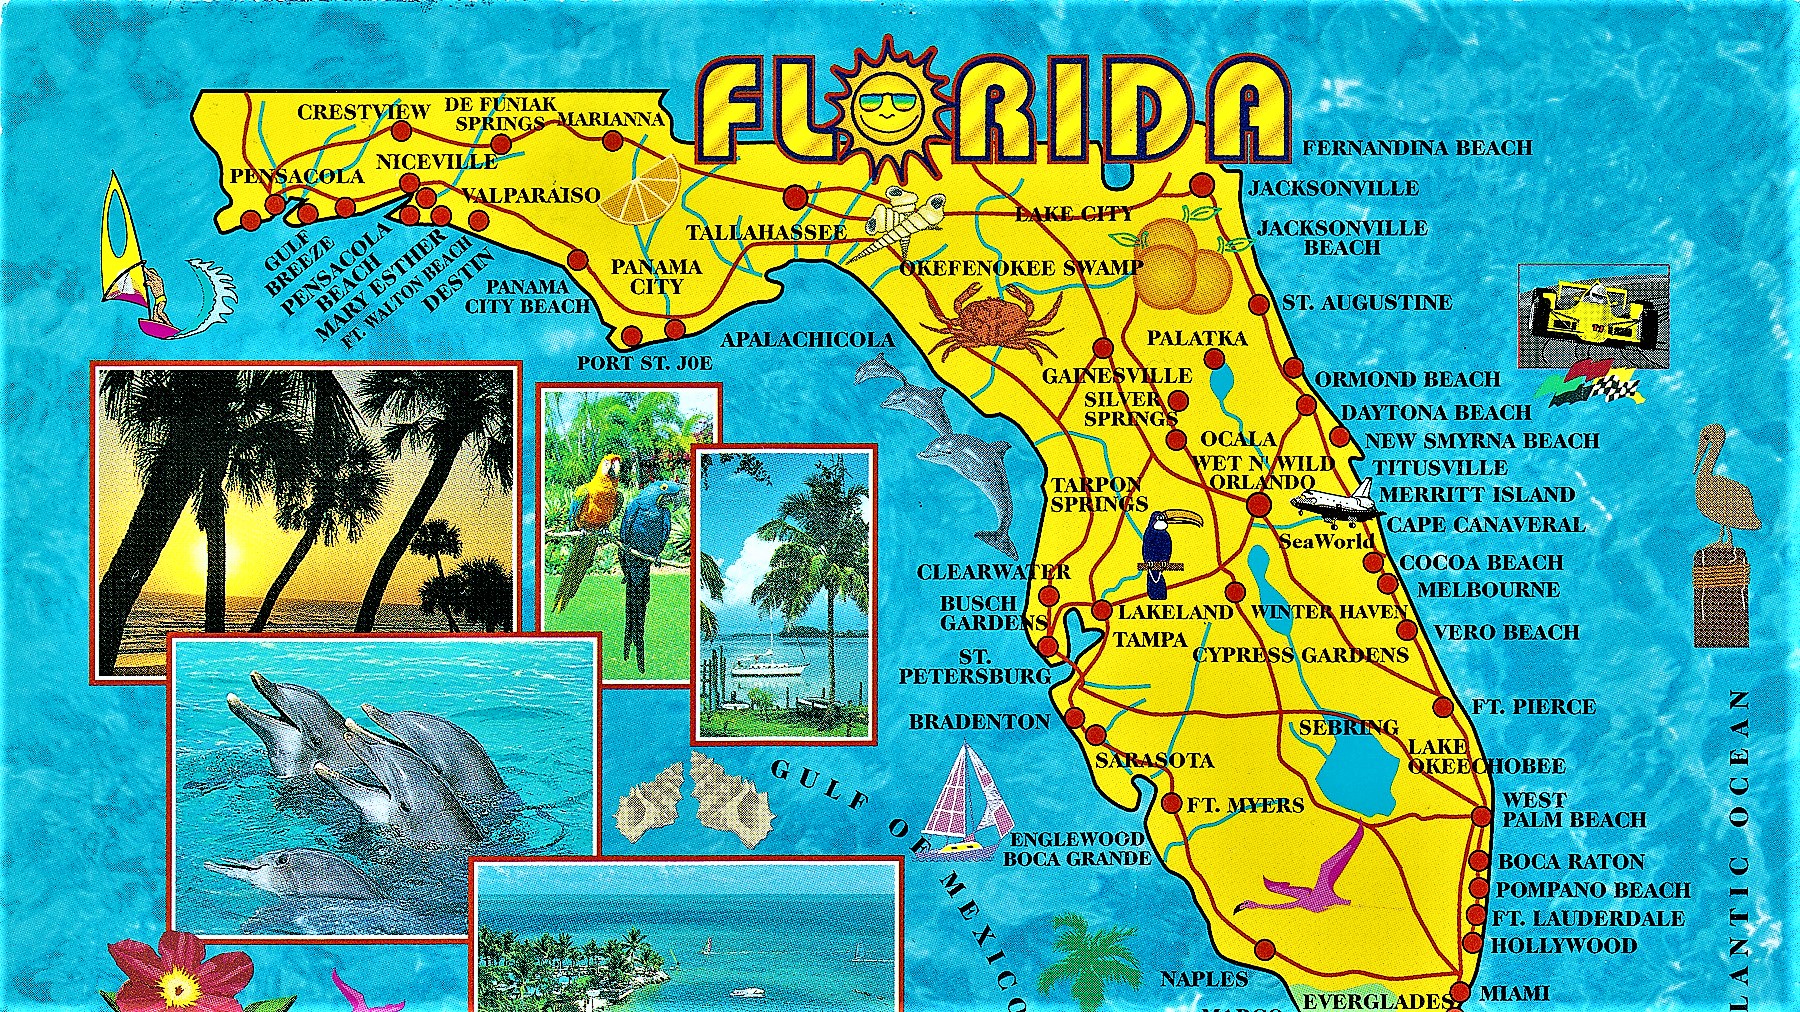 FLORIDA
CRESTVIEW
DE FUNIAK
SPRINGS
MARIANNA
NICEVILLE
PENSACOLA
VALPARAISO
GULF
BREEZE
PENSACOLA
BEACH
MARY ESTHER
FT. WALTON BEACH
DESTIN
PANAMA
CITY BEACH
PANAMA
CITY
TALLAHASSEE
PORT ST. JOE
APALACHICOLA
LAKE CITY
OKEFENOKEE SWAMP
FERNANDINA BEACH
JACKSONVILLE
JACKSONVILLE
BEACH
ST. AUGUSTINE
PALATKA
GAINESVILLE
SILVER
SPRINGS
ORMOND BEACH
DAYTONA BEACH
NEW SMYRNA BEACH
OCALA
WET N' WILD
ORLANDO
TITUSVILLE
MERRITT ISLAND
CAPE CANAVERAL
TARPON
SPRINGS
SeaWorld
COCOA BEACH
MELBOURNE
CLEARWATER
BUSCH
GARDENS
LAKELAND
WINTER HAVEN
TAMPA
VERO BEACH
CYPRESS GARDENS
ST.
PETERSBURG
BRADENTON
FT. PIERCE
SEBRING
LAKE
OKEECHOBEE
SARASOTA
FT. MYERS
WEST
PALM BEACH
ENGLEWOOD
BOCA GRANDE
BOCA RATON
POMPANO BEACH
FT. LAUDERDALE
HOLLYWOOD
NAPLES
EVERGLADES
MIAMI
GULF OF MEXICO
LANTIC OCEAN